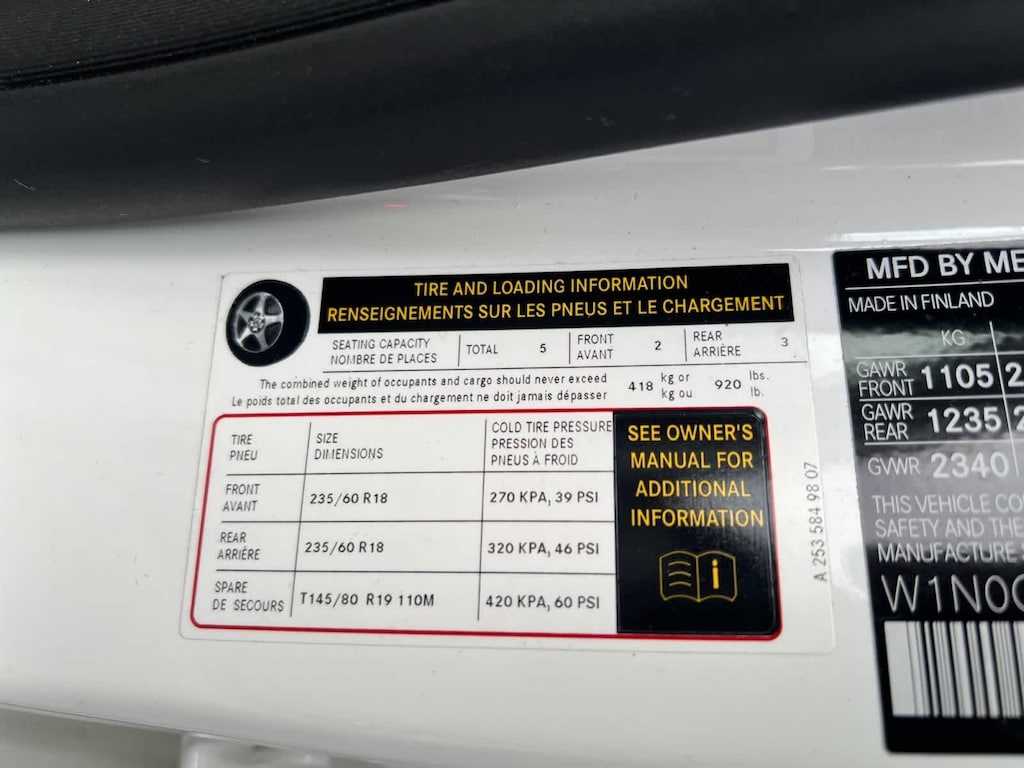 TIRE AND LOADING INFORMATION
RENSEIGNEMENTS SUR LES PNEUS ET LE CHARGEMENT
SEATING CAPACITY
NOMBRE DE PLACES
TOTAL 5
FRONT
AVANT
2
REAR
ARRIÈRE
3
The combined weight of occupants and cargo should never exceed
Le poids total des occupants et du chargement ne doit jamais dépasser
418
kg or
kg ou
920
lbs.
lb.
TIRE
PNEU
SIZE
DIMENSIONS
COLD TIRE PRESSURE
PRESSION DES
PNEUS À FROID
FRONT
AVANT
235/60 R18
270 KPA, 39 PSI
REAR
ARRIÈRE
235/60 R18
320 KPA, 46 PSI
SPARE
DE SECOURS
T145/80 R19 110M
420 KPA, 60 PSI
SEE OWNER'S
MANUAL FOR
ADDITIONAL
INFORMATION
i
A 253 584 98 07
MFD BY ME
MADE IN FINLAND
KG
GAWR
FRONT
1105 2
GAWR
REAR
1235 2
GVWR 2340
THIS VEHICLE CO
SAFETY AND THE
MANUFACTURE
W1N0